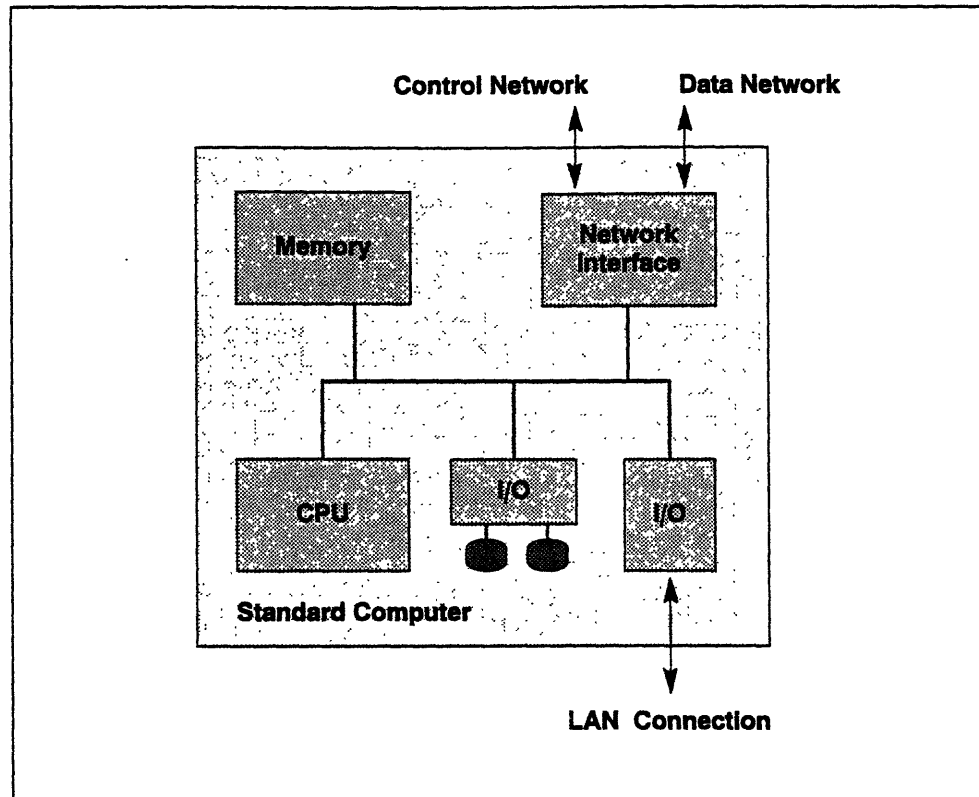 Control Network
Data Network
Memory
Network
Interface
CPU
I/O
I/O
Standard Computer
LAN Connection